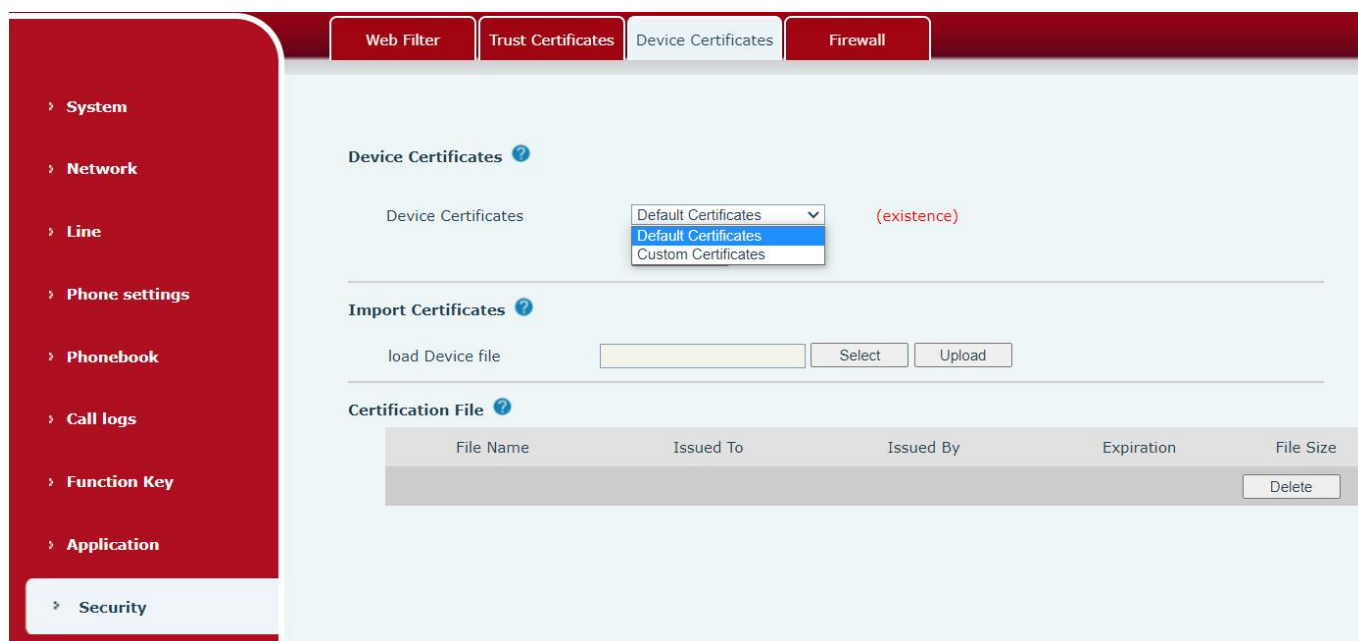 Web Filter Trust Certificates Device Certificates Firewall
System
Network
Line
Phone settings
Phonebook
Call logs
Function Key
Application
Security
Device Certificates
Device Certificates Default Certificates (existence)
Default Certificates
Custom Certificates
Import Certificates
load Device file Select Upload
Certification File
File Name Issued To Issued By Expiration File Size
Delete